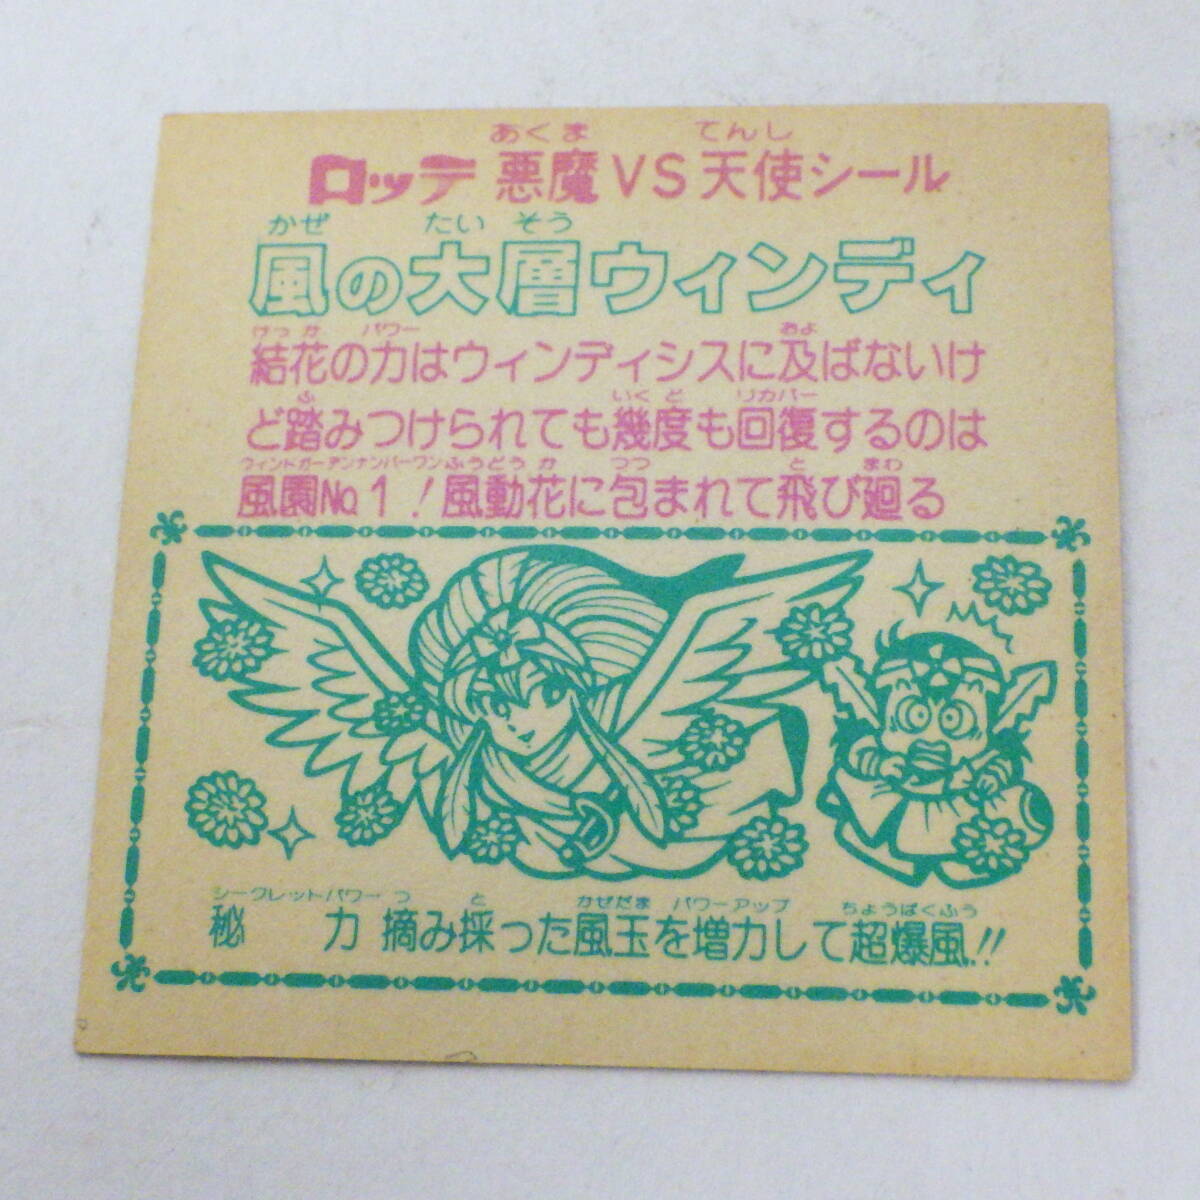 あくま てんし
ロッテ 悪魔VS天使シール
かぜ たい そう
風の大層ウィンディ
けっか パワー およ
結花の力はウィンディシスに及ばないけ
ふ いくど リカバー
ど踏みつけられても幾度も回復するのは
ウィンドガーデンナンバーワン ふうどうか つつ と まわ
風園No.1!風動花に包まれて飛び廻る
シークレットパワー つ と かぜだま パワーアップ ちょうばくふう
秘 力 摘み採った風玉を増力して超爆風!!